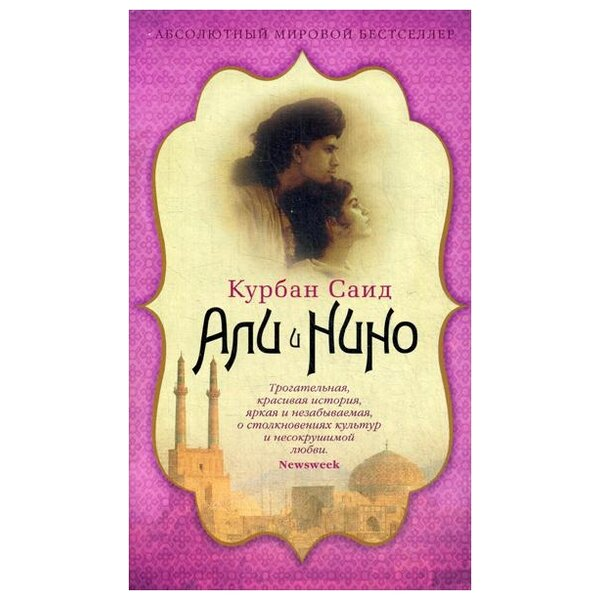 АБСОЛЮТНЫЙ МИРОВОЙ БЕСТСЕЛЛЕР
Курбан Саид
Али и Нино
Трогательная,
красивая история,
яркая и незабываемая,
о столкновениях культур
и несокрушимой
любви.
Newsweek